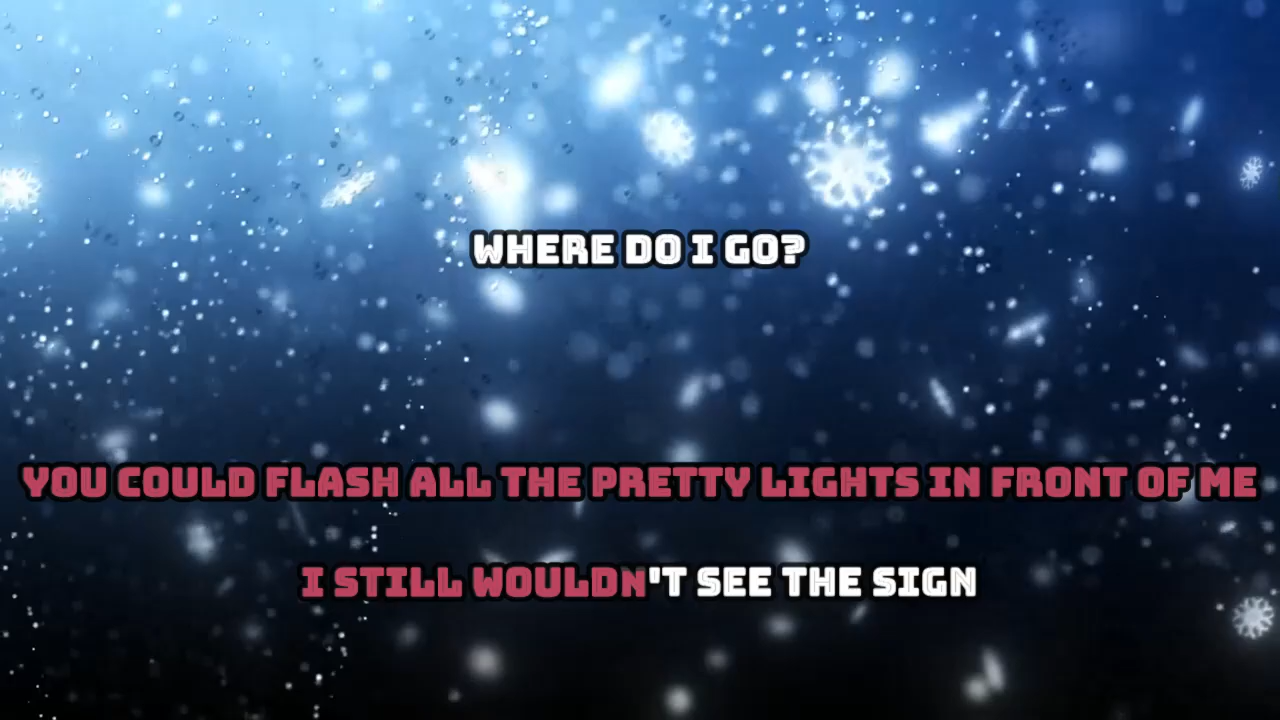 WHERE DO I GO?
YOU COULD FLASH ALL THE PRETTY LIGHTS IN FRONT OF ME
I STILL WOULDN'T SEE THE SIGN